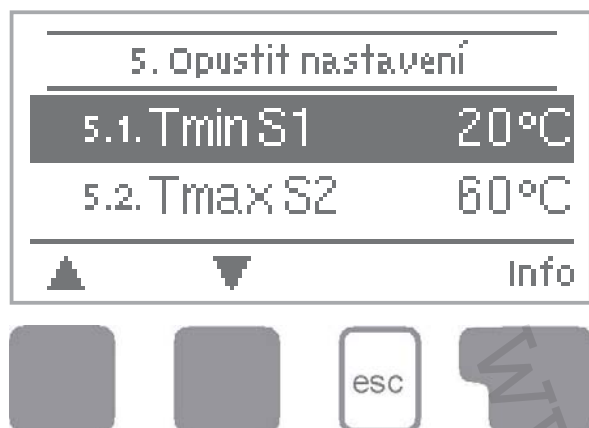 5. Opustit nastavení
5.1. Tmin S1 20°C
5.2. Tmax S2 60°C
Info
esc